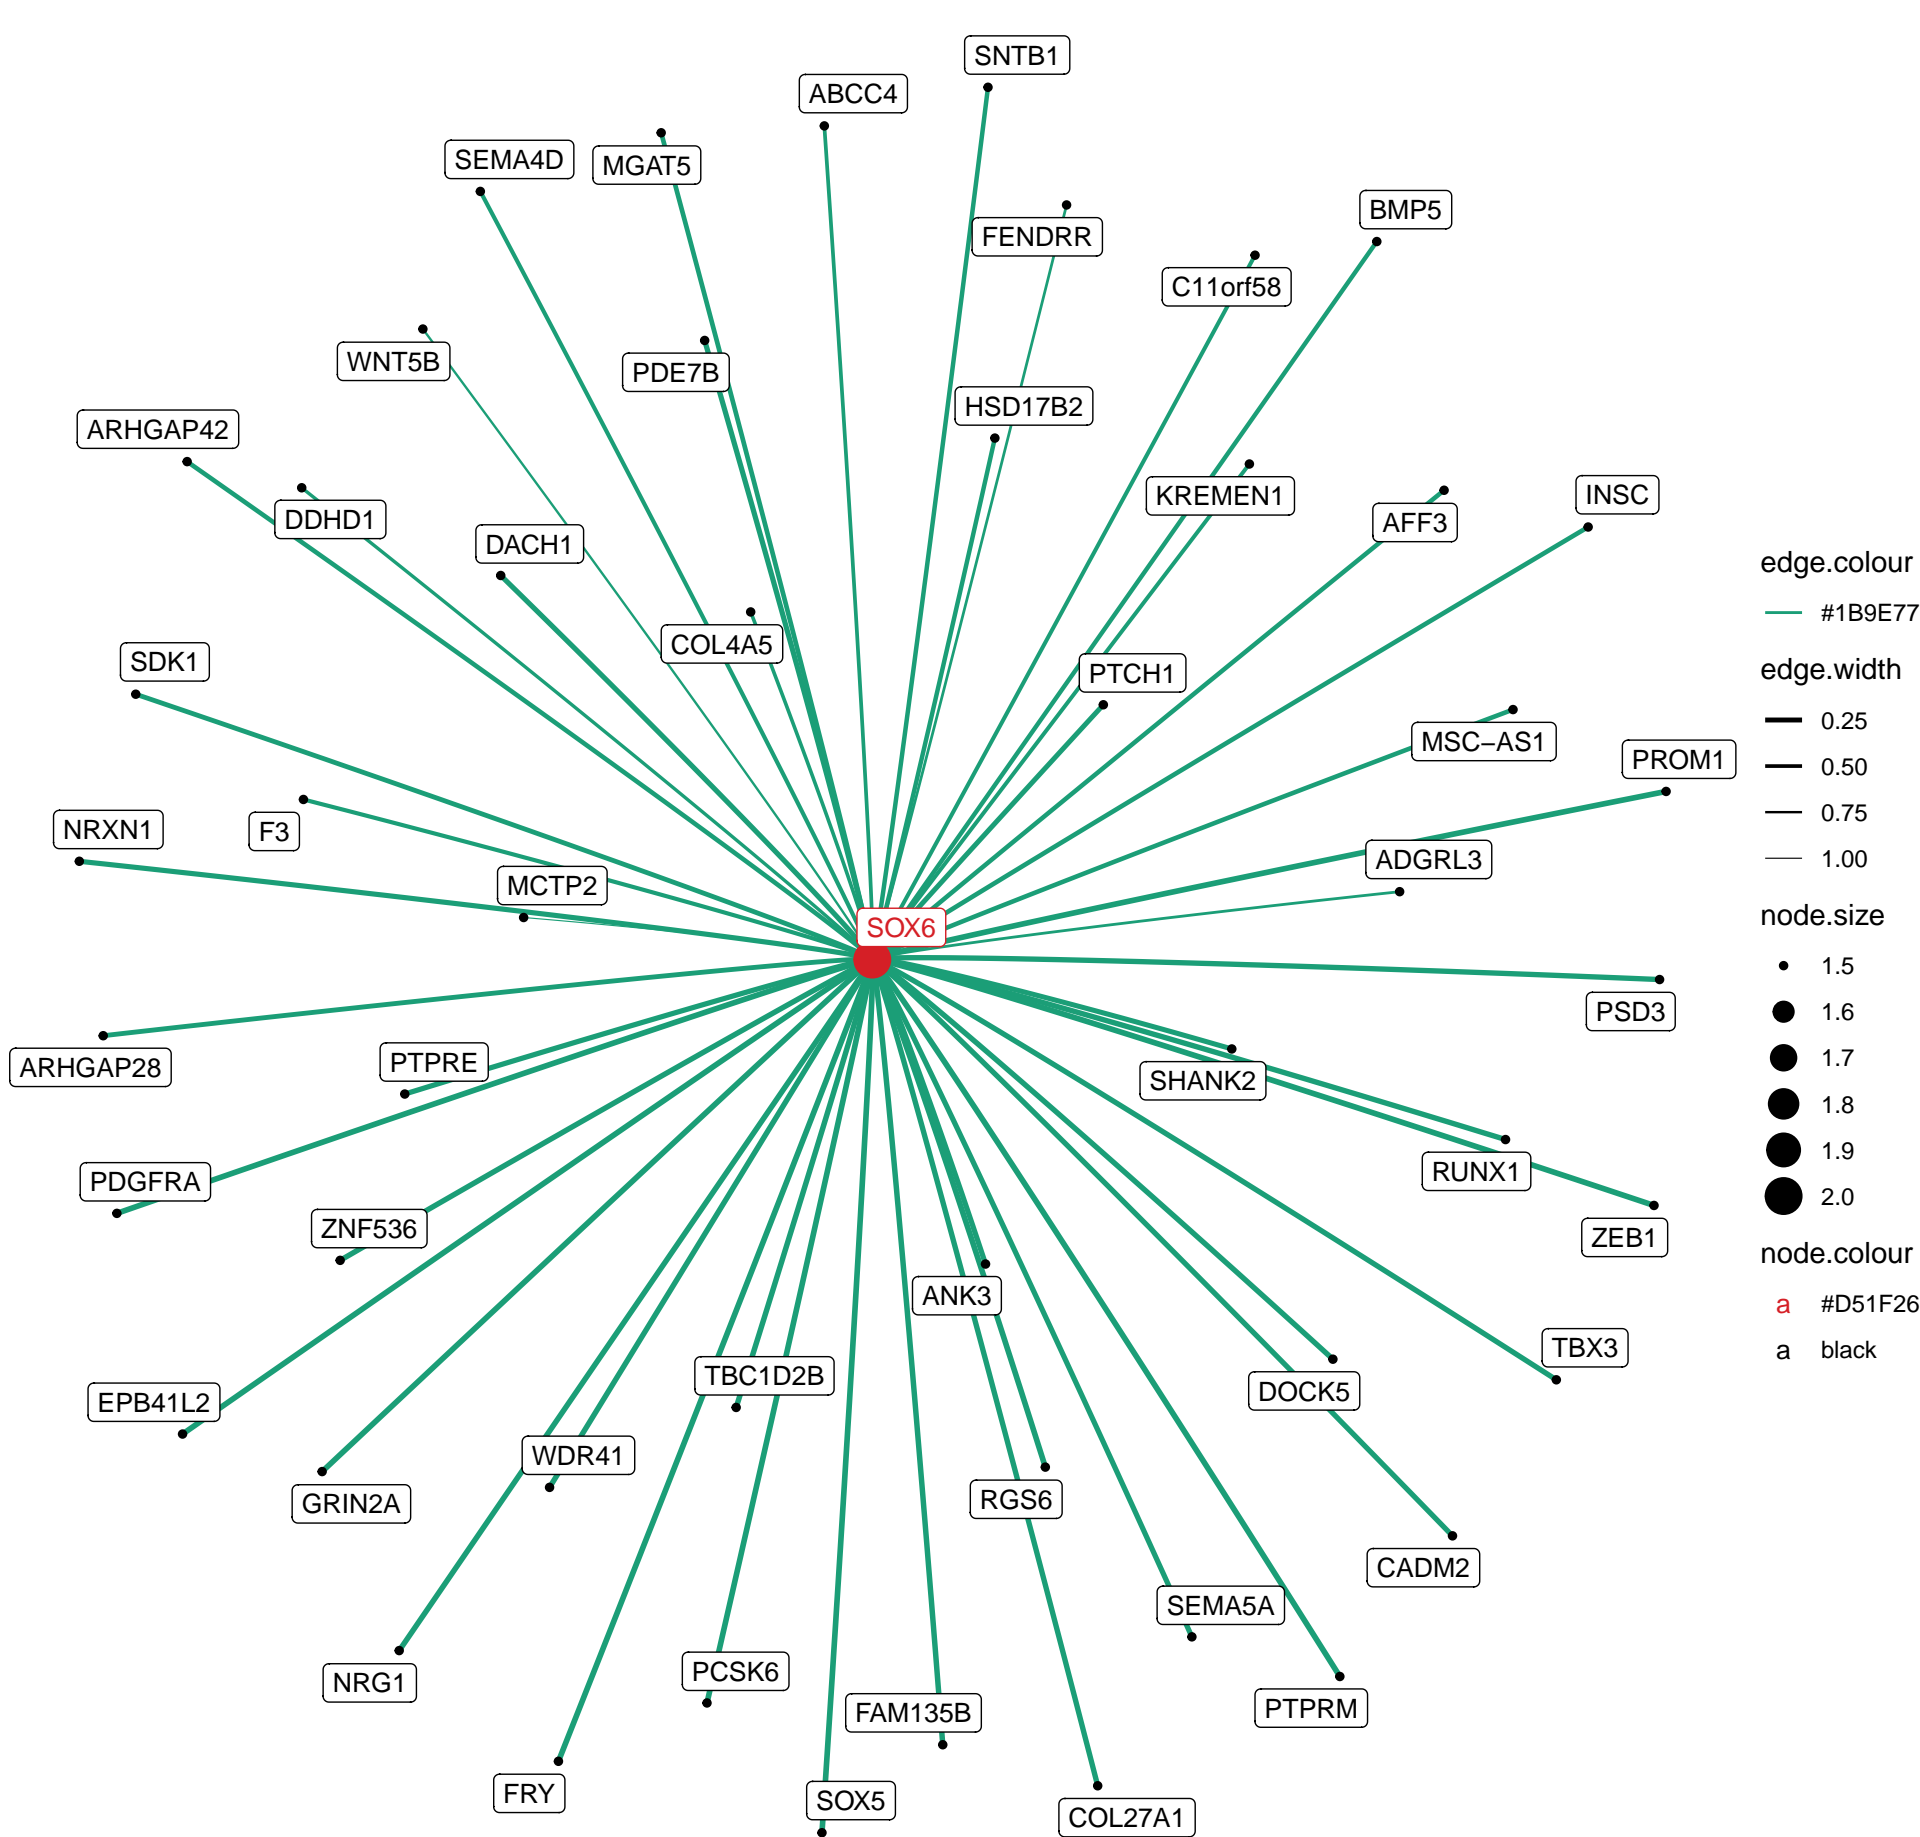 SNTB1
ABCC4
SEMA4D
MGAT5
BMP5
FENDRR
C11orf58
WNT5B
PDE7B
HSD17B2
ARHGAP42
DDHD1
KREMEN1
INSC
AFF3
DACH1
COL4A5
SDK1
PTCH1
MSC−AS1
PROM1
NRXN1
F3
ADGRL3
MCTP2
SOX6
PSD3
ARHGAP28
PTPRE
SHANK2
RUNX1
PDGFRA
ZNF536
ZEB1
ANK3
TBX3
TBC1D2B
DOCK5
EPB41L2
WDR41
GRIN2A
RGS6
CADM2
SEMA5A
NRG1
PCSK6
PTPRM
FAM135B
FRY
SOX5
COL27A1
edge.colour
#1B9E77
edge.width
0.25
0.50
0.75
1.00
node.size
1.5
1.6
1.7
1.8
1.9
2.0
node.colour
a #D51F26
a black